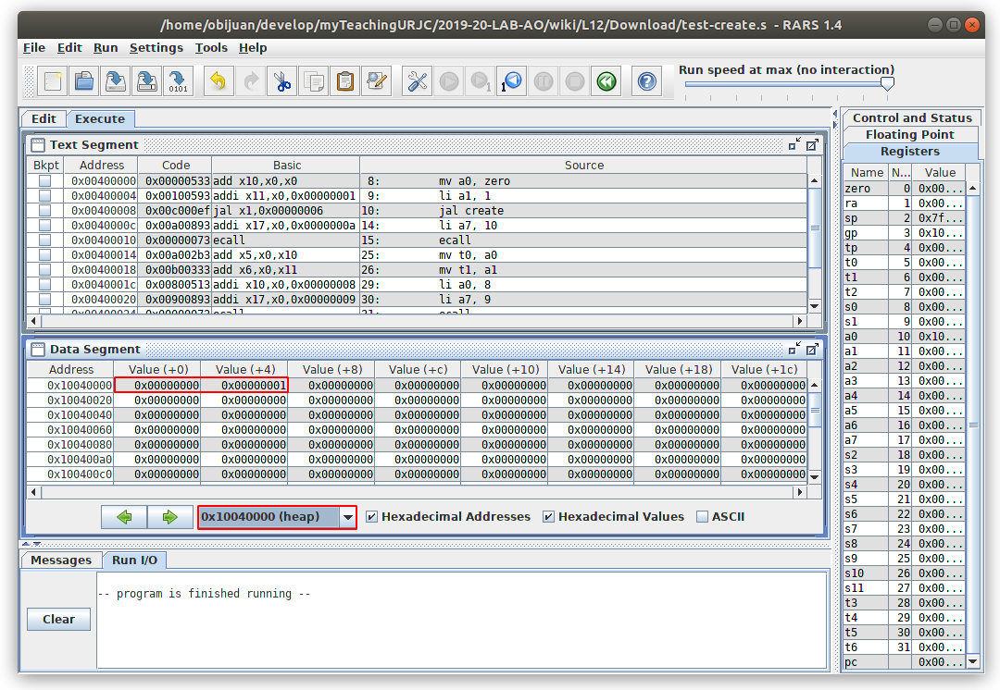 /home/obijuan/develop/myTeachingURJC/2019-20-LAB-AO/wiki/L12/Download/test-create.s - RARS 1.4
File Edit Run Settings Tools Help
0101
1
1
Run speed at max (no interaction)
Edit Execute
Text Segment
Bkpt Address Code Basic Source
0x00400000 0x00000533 add x10,x0,x0 8: mv a0, zero
0x00400004 0x00100593 addi x11,x0,0x00000001 9: li a1, 1
0x00400008 0x00c000ef jal x1,0x00000006 10: jal create
0x0040000c 0x00a00893 addi x17,x0,0x0000000a 14: li a7, 10
0x00400010 0x00000073 ecall 15: ecall
0x00400014 0x00a002b3 add x5,x0,x10 25: mv t0, a0
0x00400018 0x00b00333 add x6,x0,x11 26: mv t1, a1
0x0040001c 0x00800513 addi x10,x0,0x00000008 29: li a0, 8
0x00400020 0x00900893 addi x17,x0,0x00000009 30: li a7, 9
Data Segment
Address Value (+0) Value (+4) Value (+8) Value (+c) Value (+10) Value (+14) Value (+18) Value (+1c)
0x10040000 0x00000000 0x00000001 0x00000000 0x00000000 0x00000000 0x00000000 0x00000000 0x00000000
0x10040020 0x00000000 0x00000000 0x00000000 0x00000000 0x00000000 0x00000000 0x00000000 0x00000000
0x10040040 0x00000000 0x00000000 0x00000000 0x00000000 0x00000000 0x00000000 0x00000000 0x00000000
0x10040060 0x00000000 0x00000000 0x00000000 0x00000000 0x00000000 0x00000000 0x00000000 0x00000000
0x10040080 0x00000000 0x00000000 0x00000000 0x00000000 0x00000000 0x00000000 0x00000000 0x00000000
0x100400a0 0x00000000 0x00000000 0x00000000 0x00000000 0x00000000 0x00000000 0x00000000 0x00000000
0x100400c0 0x00000000 0x00000000 0x00000000 0x00000000 0x00000000 0x00000000 0x00000000 0x00000000
0x10040000 (heap) Hexadecimal Addresses Hexadecimal Values ASCII
Messages Run I/O
-- program is finished running --
Clear
Control and Status
Floating Point
Registers
Name N... Value
zero 0 0x00...
ra 1 0x00...
sp 2 0x7f...
gp 3 0x10...
tp 4 0x00...
t0 5 0x00...
t1 6 0x00...
t2 7 0x00...
s0 8 0x00...
s1 9 0x00...
a0 10 0x10...
a1 11 0x00...
a2 12 0x00...
a3 13 0x00...
a4 14 0x00...
a5 15 0x00...
a6 16 0x00...
a7 17 0x00...
s2 18 0x00...
s3 19 0x00...
s4 20 0x00...
s5 21 0x00...
s6 22 0x00...
s7 23 0x00...
s8 24 0x00...
s9 25 0x00...
s10 26 0x00...
s11 27 0x00...
t3 28 0x00...
t4 29 0x00...
t5 30 0x00...
t6 31 0x00...
pc 0x00...